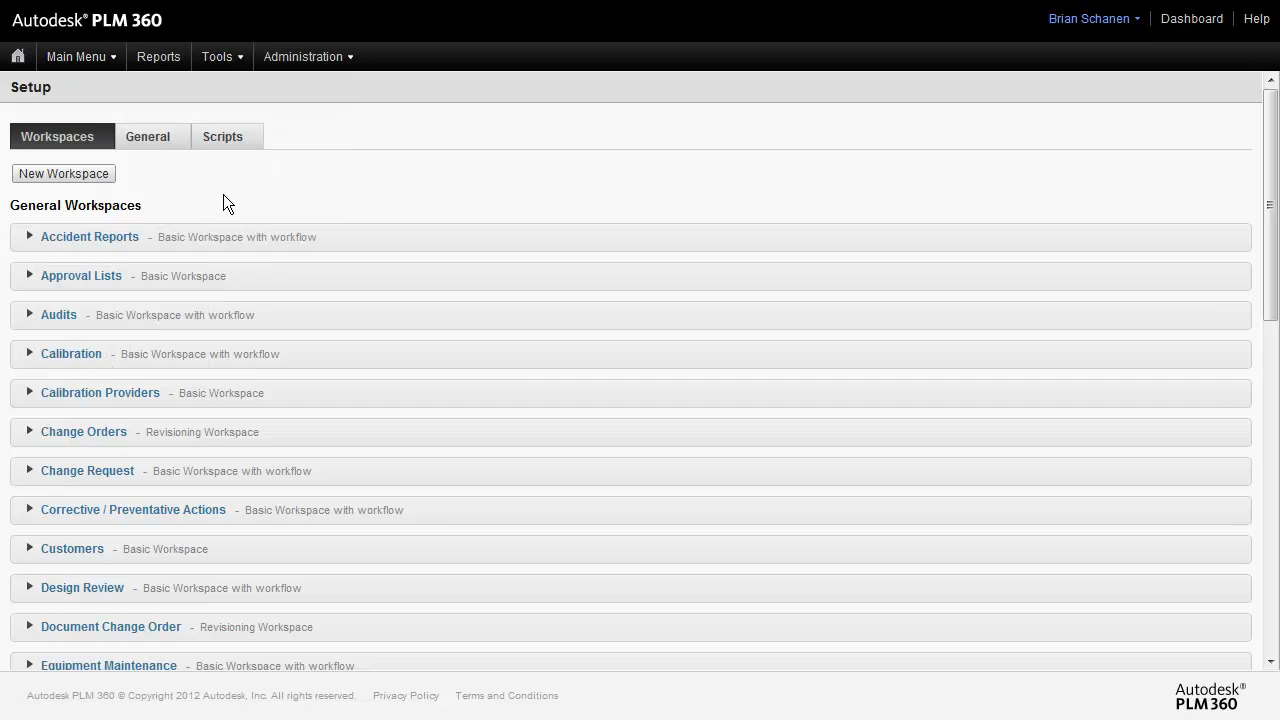 Autodesk® PLM 360
Brian Schanen Dashboard Help
Main Menu Reports Tools Administration
Setup
Workspaces General Scripts
New Workspace
General Workspaces
Accident Reports - Basic Workspace with workflow
Approval Lists - Basic Workspace
Audits - Basic Workspace with workflow
Calibration - Basic Workspace with workflow
Calibration Providers - Basic Workspace
Change Orders - Revisioning Workspace
Change Request - Basic Workspace with workflow
Corrective / Preventative Actions - Basic Workspace with workflow
Customers - Basic Workspace
Design Review - Basic Workspace with workflow
Document Change Order - Revisioning Workspace
Equipment Maintenance - Basic Workspace with workflow
Autodesk PLM 360 © Copyright 2012 Autodesk, Inc. All rights reserved. Privacy Policy Terms and Conditions
Autodesk®
PLM 360